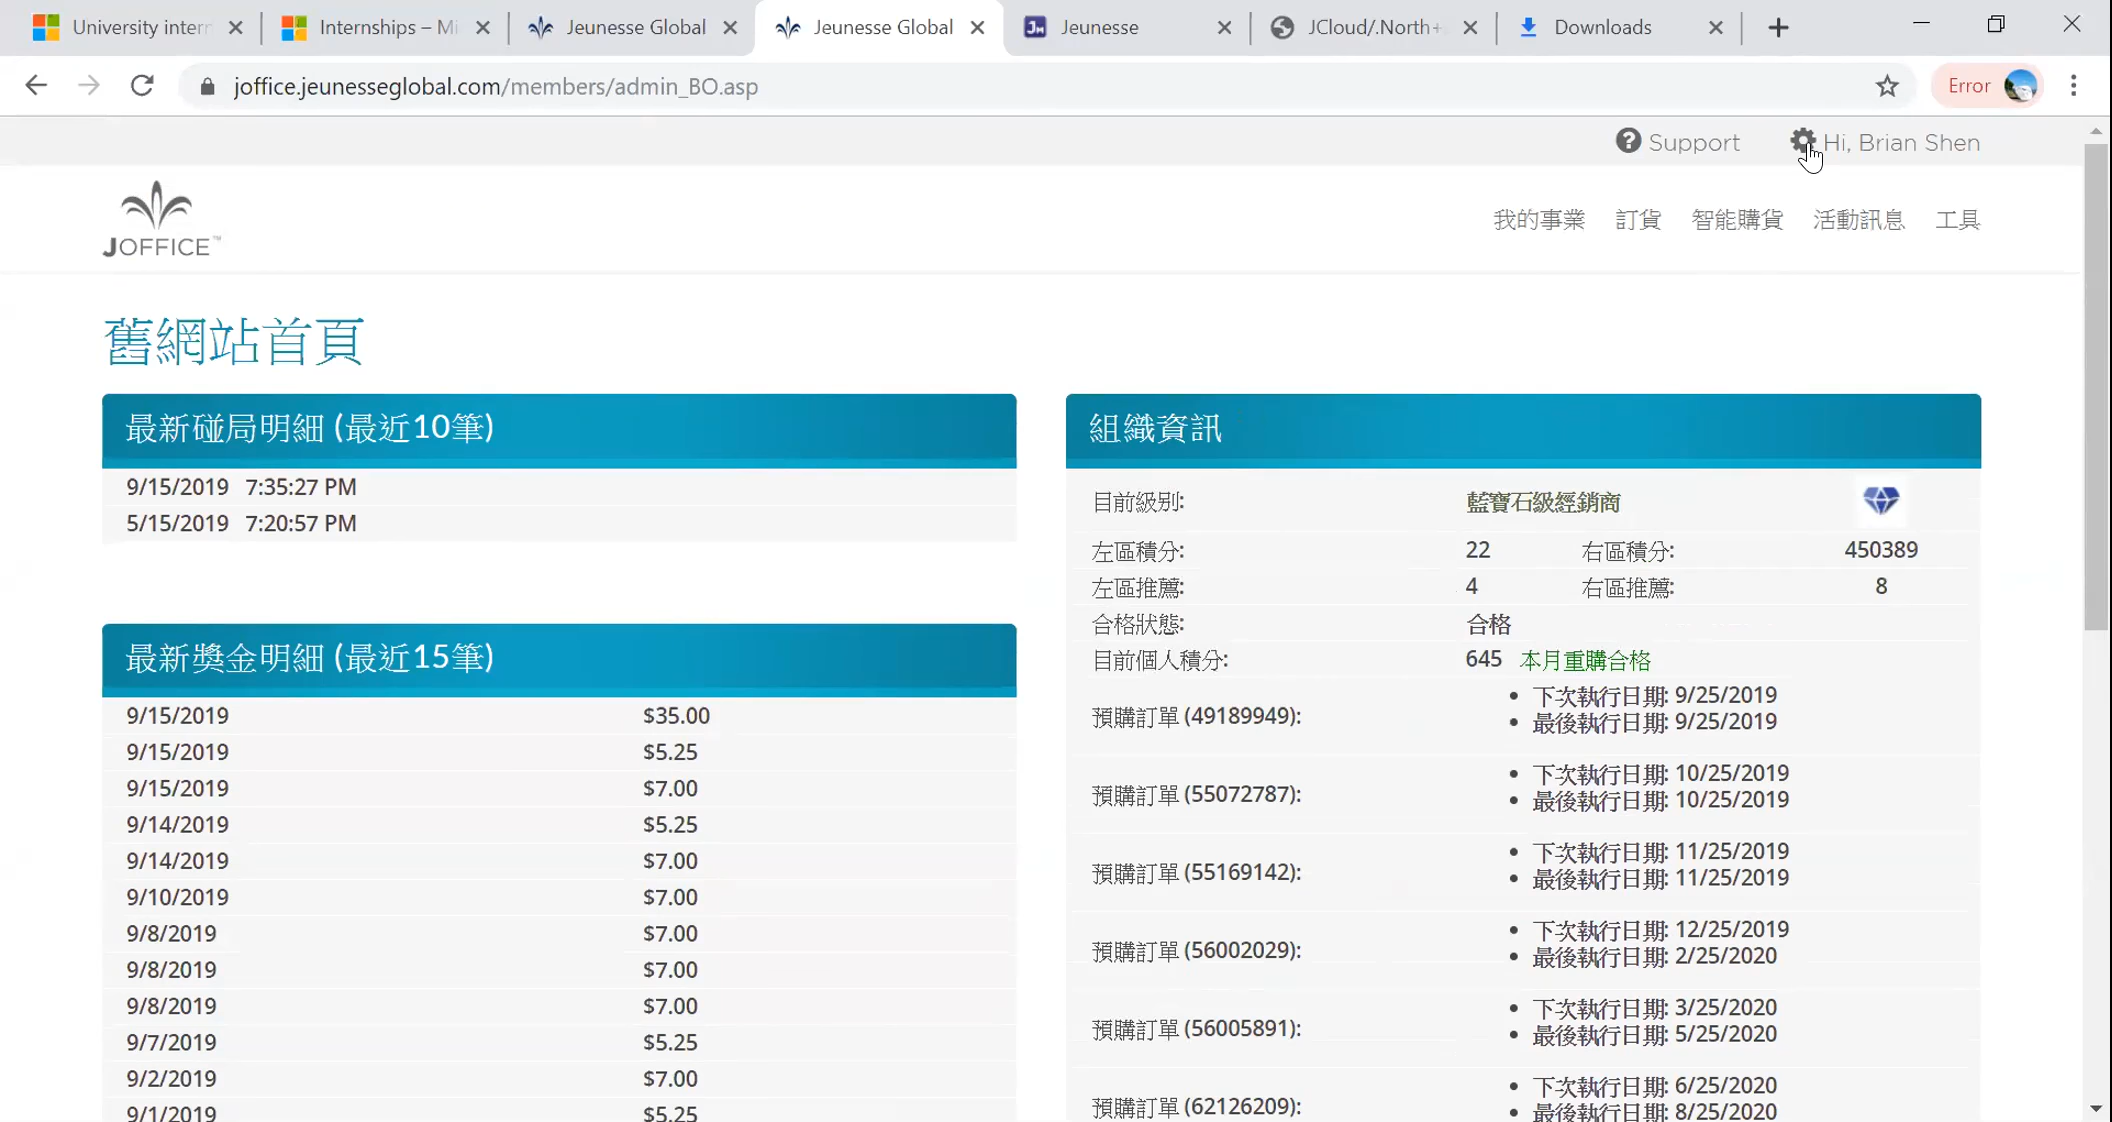 University inter
Internships – Mi
Jeunesse Global
Jeunesse Global
Jeunesse
JCloud/.North+
Downloads
joffice.jeunesseglobal.com/members/admin_BO.asp
Error
Support
Hi, Brian Shen
JOFFICE™
我的事業 訂貨 智能購貨 活動訊息 工具
舊網站首頁
最新碰局明細 (最近10筆)
9/15/2019 7:35:27 PM
5/15/2019 7:20:57 PM
最新獎金明細 (最近15筆)
9/15/2019 $35.00
9/15/2019 $5.25
9/15/2019 $7.00
9/14/2019 $5.25
9/14/2019 $7.00
9/10/2019 $7.00
9/8/2019 $7.00
9/8/2019 $7.00
9/8/2019 $7.00
9/7/2019 $5.25
9/2/2019 $7.00
9/1/2019 $5.25
組織資訊
目前級別: 藍寶石級經銷商
左區積分: 22 右區積分: 450389
左區推薦: 4 右區推薦: 8
合格狀態: 合格
目前個人積分: 645 本月重購合格
預購訂單 (49189949):
• 下次執行日期: 9/25/2019
• 最後執行日期: 9/25/2019
預購訂單 (55072787):
• 下次執行日期: 10/25/2019
• 最後執行日期: 10/25/2019
預購訂單 (55169142):
• 下次執行日期: 11/25/2019
• 最後執行日期: 11/25/2019
預購訂單 (56002029):
• 下次執行日期: 12/25/2019
• 最後執行日期: 2/25/2020
預購訂單 (56005891):
• 下次執行日期: 3/25/2020
• 最後執行日期: 5/25/2020
預購訂單 (62126209):
• 下次執行日期: 6/25/2020
• 最後執行日期: 8/25/2020